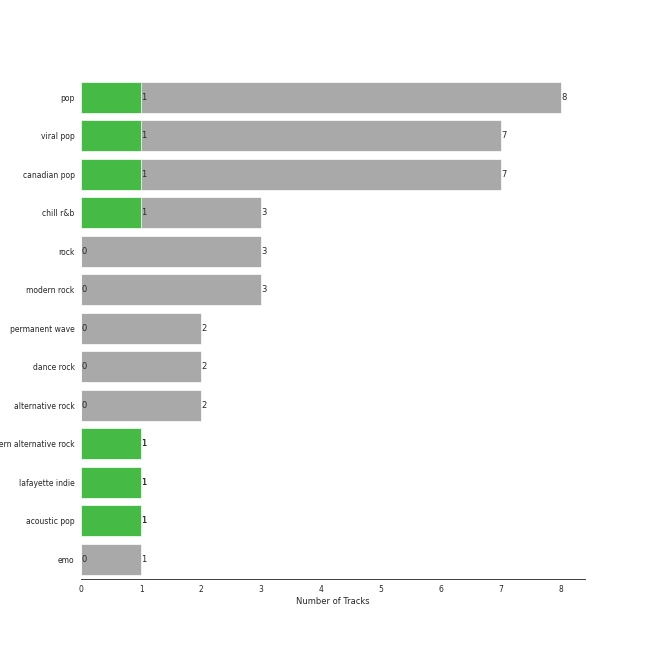 pop 1 8
viral pop 1 7
canadian pop 1 7
chill r&b 1 3
rock 0 3
modern rock 0 3
permanent wave 0 2
dance rock 0 2
alternative rock 0 2
ern alternative rock 1
lafayette indie 1
acoustic pop 1
emo 0 1
0 1 2 3 4 5 6 7 8
Number of Tracks